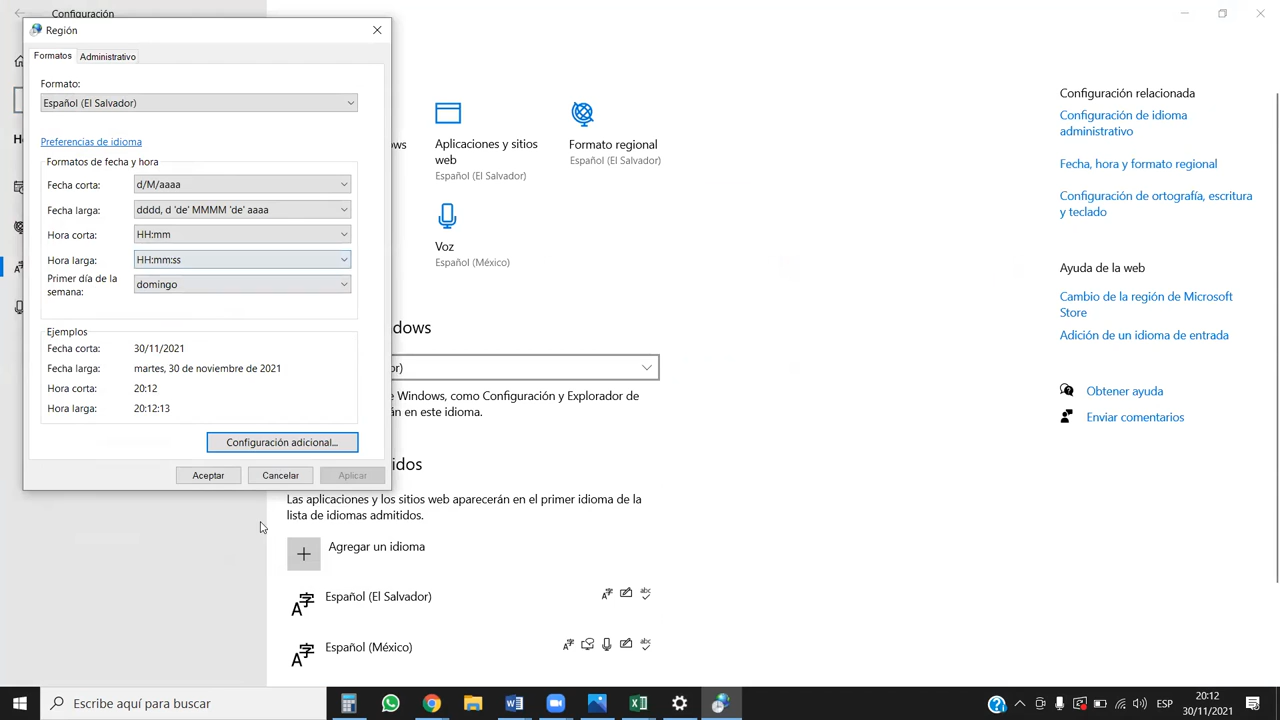 Configuración
Región
Formatos
Administrativo
Formato:
Español (El Salvador)
Preferencias de idioma
Formatos de fecha y hora
Fecha corta: d/M/aaaa
Fecha larga: dddd, d 'de' MMMM 'de' aaaa
Hora corta: HH:mm
Hora larga: HH:mm:ss
Primer día de la
semana:
domingo
Ejemplos
Fecha corta: 30/11/2021
Fecha larga: martes, 30 de noviembre de 2021
Hora corta: 20:12
Hora larga: 20:12:13
Configuración adicional...
Aceptar
Cancelar
Aplicar
ws
Aplicaciones y sitios
web
Español (El Salvador)
Formato regional
Español (El Salvador)
Voz
Español (México)
dows
or)
e Windows, como Configuración y Explorador de
án en este idioma.
idos
Las aplicaciones y los sitios web aparecerán en el primer idioma de la
lista de idiomas admitidos.
Agregar un idioma
Español (El Salvador)
Español (México)
Configuración relacionada
Configuración de idioma
administrativo
Fecha, hora y formato regional
Configuración de ortografía, escritura
y teclado
Ayuda de la web
Cambio de la región de Microsoft
Store
Adición de un idioma de entrada
Obtener ayuda
Enviar comentarios
Escribe aquí para buscar
ESP
20:12
30/11/2021